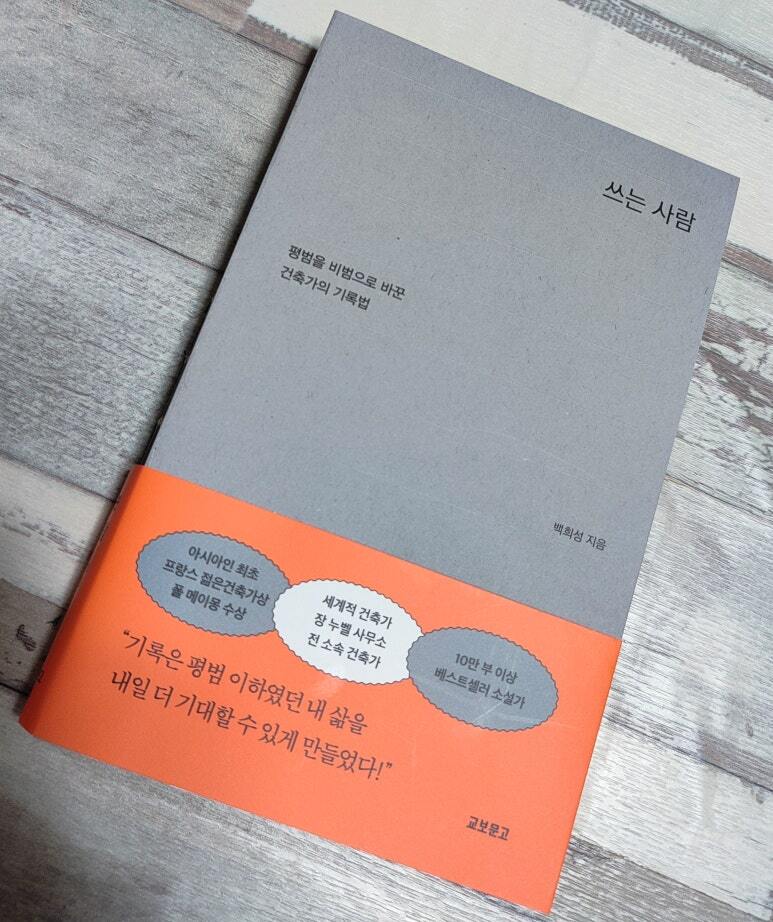 쓰는 사람
평범을 비범으로 바꾼
건축가의 기록법
백희성 지음
아시아인 최초
프랑스 젊은건축가상
폴 메이몽 수상
세계적 건축가
장 누벨 사무소
전 소속 건축가
10만 부 이상
베스트셀러 소설가
“기록은 평범 이하였던 내 삶을
내일 더 기대할 수 있게 만들었다!”
교보문고